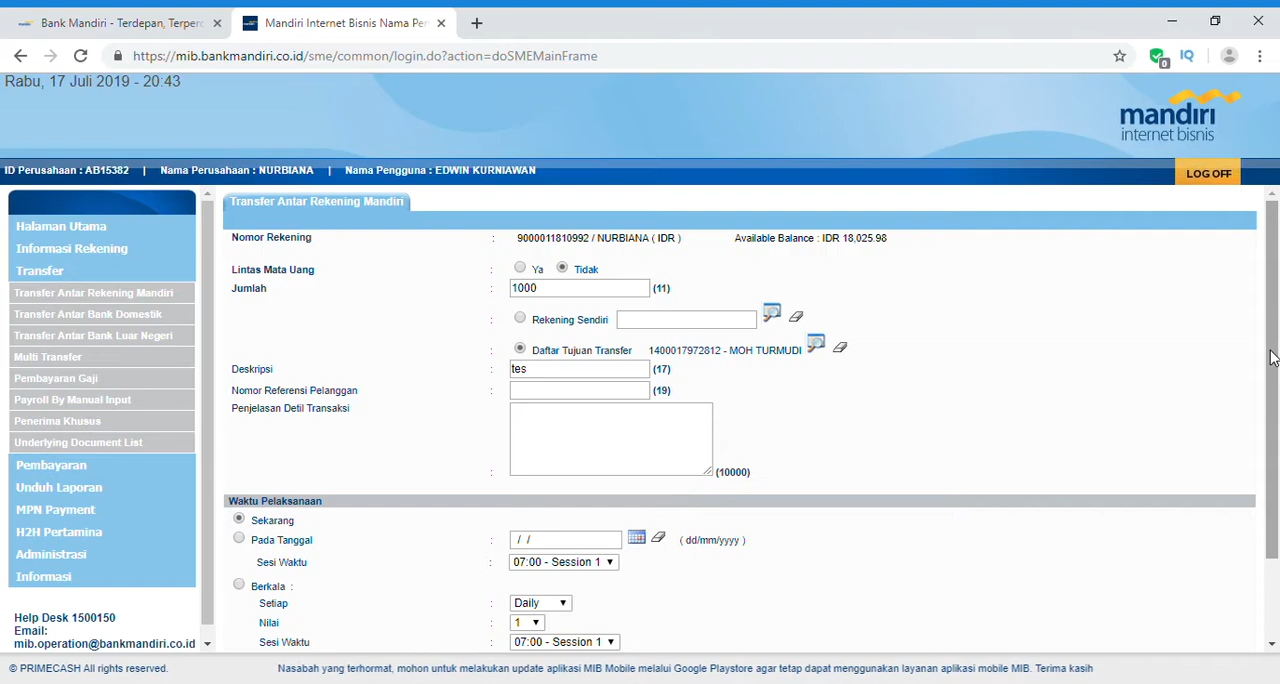 Bank Mandiri - Terdepan, Terperc
Mandiri Internet Bisnis Nama Per
https://mib.bankmandiri.co.id/sme/common/login.do?action=doSMEMainFrame
0
IQ
Rabu, 17 Juli 2019 - 20:43
mandiri
internet bisnis
ID Perusahaan : AB15382 | Nama Perusahaan : NURBIANA | Nama Pengguna : EDWIN KURNIAWAN
LOG OFF
Halaman Utama
Informasi Rekening
Transfer
Transfer Antar Rekening Mandiri
Transfer Antar Bank Domestik
Transfer Antar Bank Luar Negeri
Multi Transfer
Pembayaran Gaji
Payroll By Manual Input
Penerima Khusus
Underlying Document List
Pembayaran
Unduh Laporan
MPN Payment
H2H Pertamina
Administrasi
Informasi
Help Desk 1500150
Email:
mib.operation@bankmandiri.co.id
Transfer Antar Rekening Mandiri
Nomor Rekening : 9000011810992 / NURBIANA ( IDR ) Available Balance : IDR 18,025.98
Lintas Mata Uang : Ya Tidak
Jumlah : 1000 (11)
: Rekening Sendiri
: Daftar Tujuan Transfer 1400017972812 - MOH TURMUDI
Deskripsi : tes (17)
Nomor Referensi Pelanggan : (19)
Penjelasan Detil Transaksi
: (10000)
Waktu Pelaksanaan
Sekarang
Pada Tanggal : / / ( dd/mm/yyyy )
Sesi Waktu : 07:00 - Session 1
Berkala :
Setiap : Daily
Nilai : 1
Sesi Waktu : 07:00 - Session 1
© PRIMECASH All rights reserved.
Nasabah yang terhormat, mohon untuk melakukan update aplikasi MIB Mobile melalui Google Playstore agar tetap dapat menggunakan layanan aplikasi mobile MIB. Terima kasih